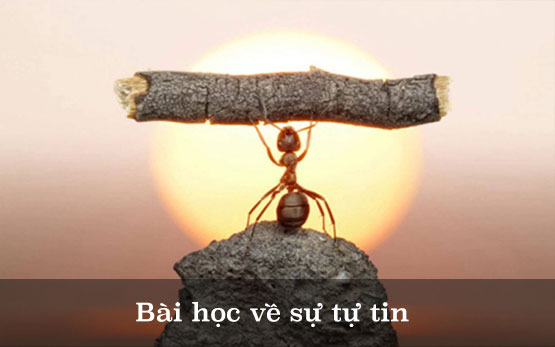 Bài học về sự tự tin